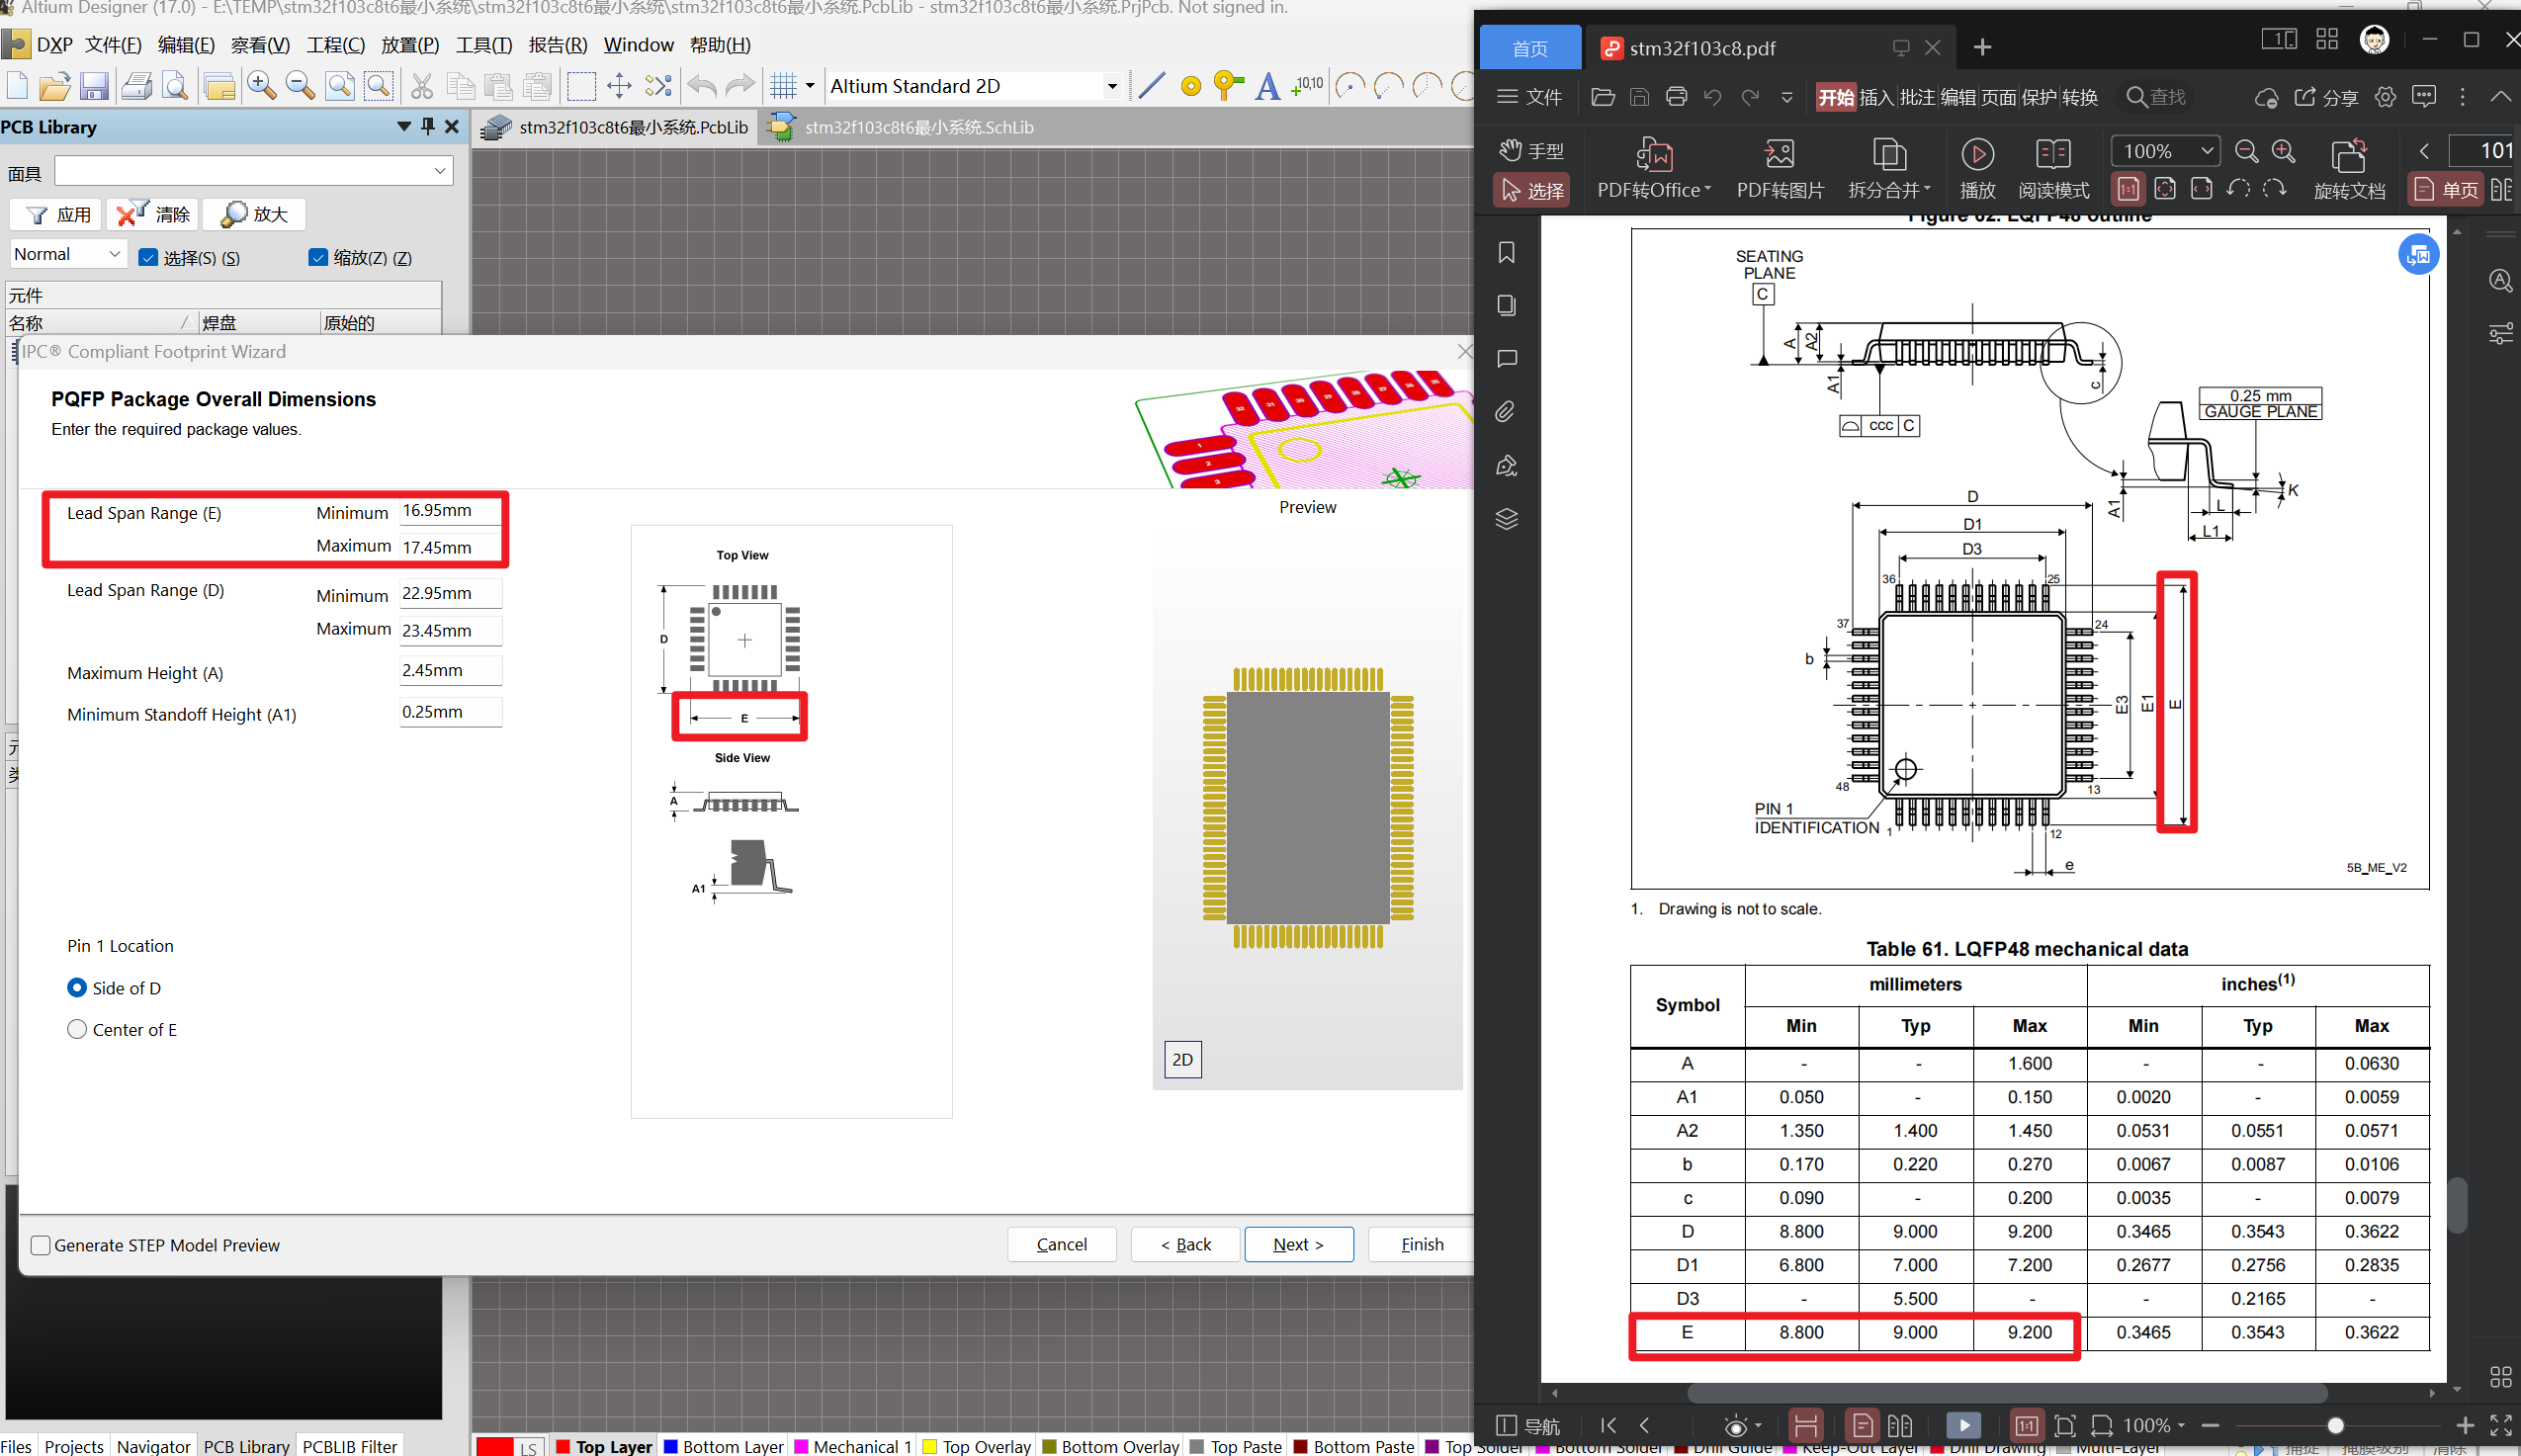 Altium Designer (17.0) - E:\TEMP\stm32f103c8t6最小系统\stm32f103c8t6最小系统\stm32f103c8t6最小系统.PcbLib - stm32f103c8t6最小系统.PrjPcb. Not signed in.
DXP 文件(F) 编辑(E) 察看(V) 工程(C) 放置(P) 工具(T) 报告(R) Window 帮助(H)
Altium Standard 2D
A
10,10
PCB Library
stm32f103c8t6最小系统.PcbLib
stm32f103c8t6最小系统.SchLib
面具
应用
清除
放大
Normal
选择(S) (S)
缩放(Z) (Z)
元件
名称
焊盘
原始的
IPC® Compliant Footprint Wizard
PQFP Package Overall Dimensions
Enter the required package values.
Lead Span Range (E)
Minimum 16.95mm
Maximum 17.45mm
Lead Span Range (D)
Minimum 22.95mm
Maximum 23.45mm
Maximum Height (A) 2.45mm
Minimum Standoff Height (A1) 0.25mm
Pin 1 Location
Side of D
Center of E
Top View
D
E
Side View
A
A1
Preview
1
2
3
2D
Generate STEP Model Preview
Cancel
< Back
Next >
Finish
Files Projects Navigator PCB Library PCBLIB Filter
LS
Top Layer
Bottom Layer
Mechanical 1
Top Overlay
Bottom Overlay
Top Paste
Bottom Paste
Top Solder
Bottom Solder
Drill Guide
Keep-Out Layer
Drill Drawing
Multi-Layer
捕捉
掩膜级别
清除
首页
stm32f103c8.pdf
文件
开始 插入 批注 编辑 页面 保护 转换
查找
分享
手型
选择
PDF转Office
PDF转图片
拆分合并
播放
阅读模式
100%
旋转文档
101
单页
Figure 62. LQFP48 outline
SEATING
PLANE
C
A
A2
A1
c
ccc C
0.25 mm
GAUGE PLANE
K
A1
L
L1
D
D1
D3
36
25
37
24
b
E3
E1
E
48
13
PIN 1
IDENTIFICATION
1
12
e
5B_ME_V2
1. Drawing is not to scale.
Table 61. LQFP48 mechanical data
Symbol millimeters inches(1)
Min Typ Max Min Typ Max
A - - 1.600 - - 0.0630
A1 0.050 - 0.150 0.0020 - 0.0059
A2 1.350 1.400 1.450 0.0531 0.0551 0.0571
b 0.170 0.220 0.270 0.0067 0.0087 0.0106
c 0.090 - 0.200 0.0035 - 0.0079
D 8.800 9.000 9.200 0.3465 0.3543 0.3622
D1 6.800 7.000 7.200 0.2677 0.2756 0.2835
D3 - 5.500 - - 0.2165 -
E 8.800 9.000 9.200 0.3465 0.3543 0.3622
导航
100%